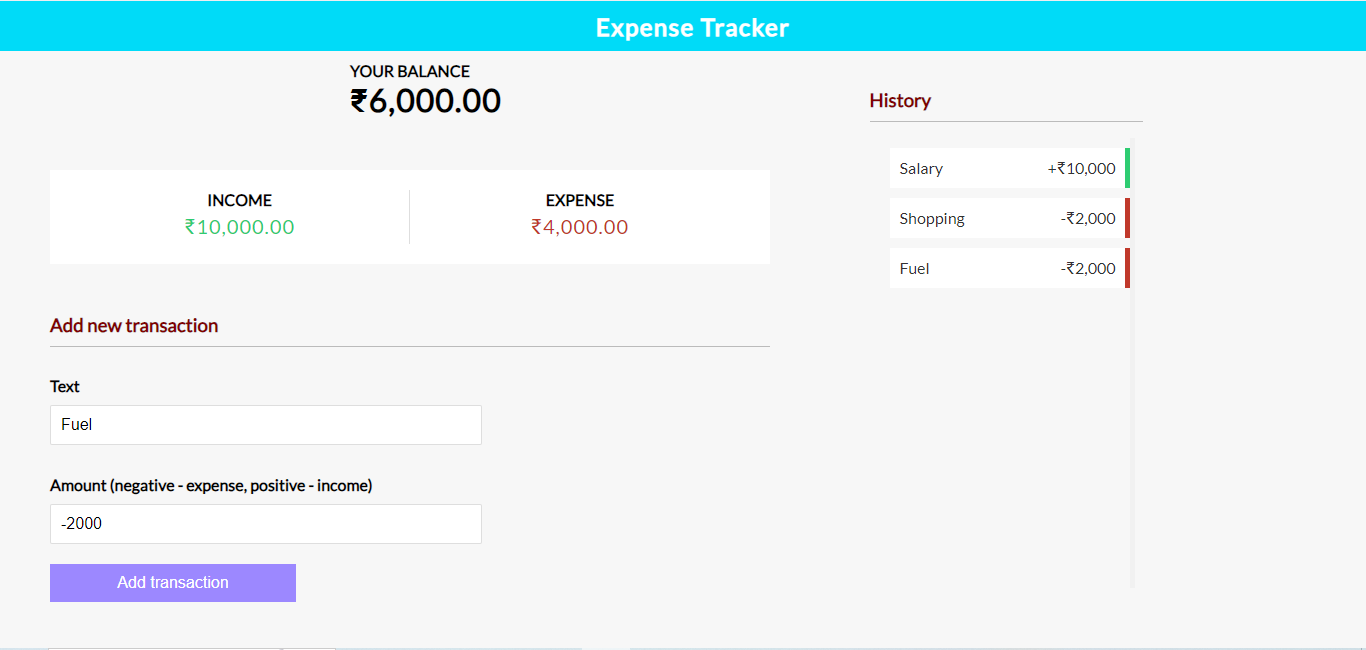 Expense Tracker
YOUR BALANCE
₹6,000.00
INCOME
₹10,000.00
EXPENSE
₹4,000.00
Add new transaction
Text
Fuel
Amount (negative - expense, positive - income)
-2000
Add transaction
History
Salary +₹10,000
Shopping -₹2,000
Fuel -₹2,000